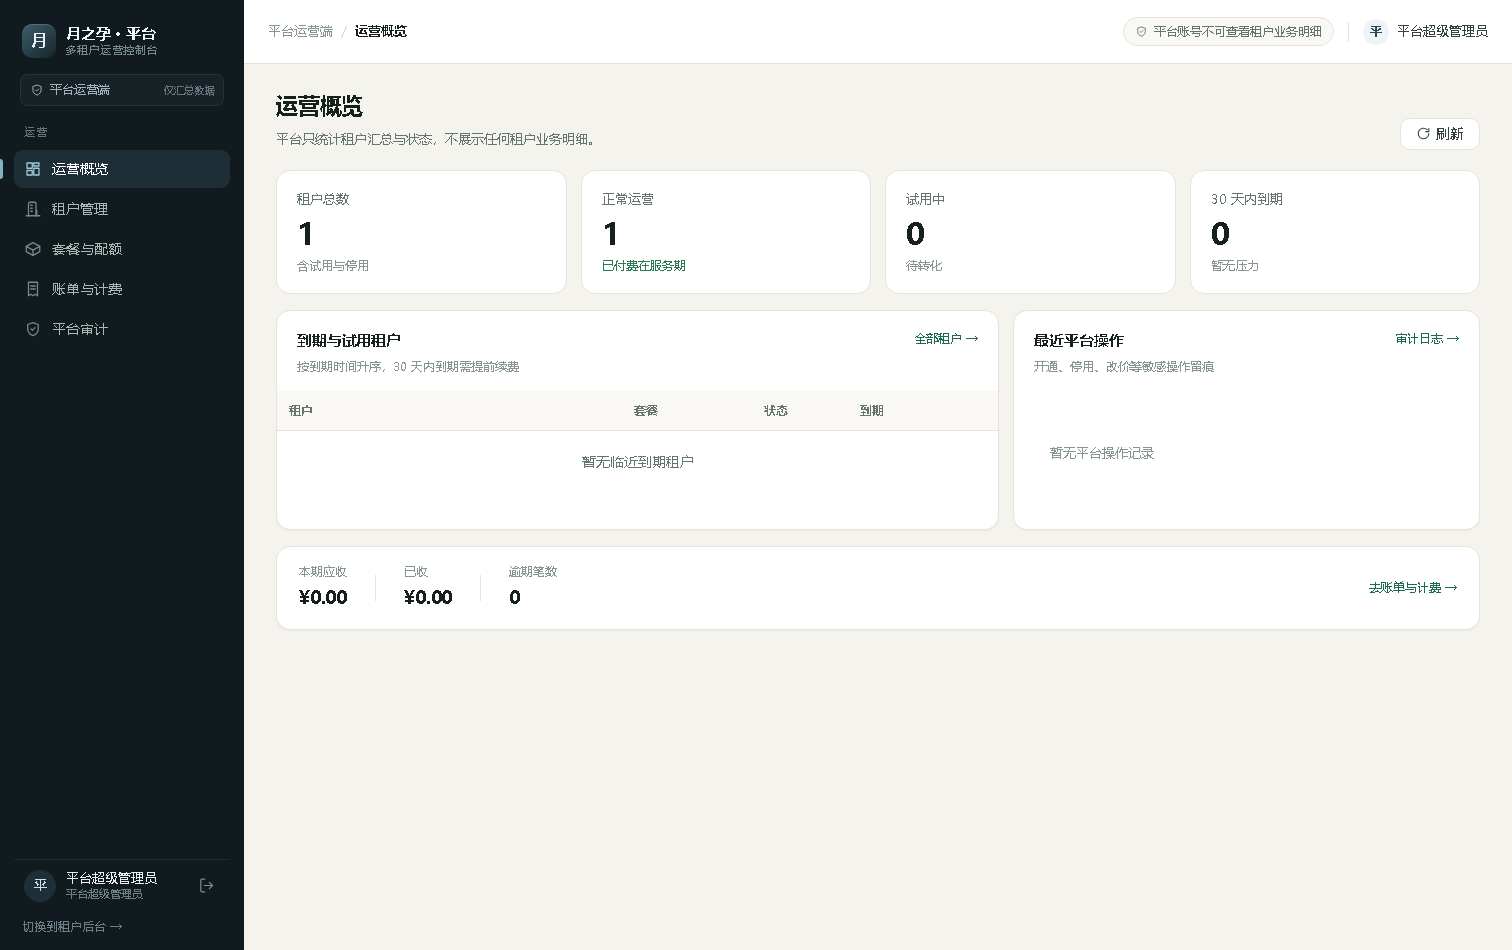 月
月之孕·平台
多租户运营控制台
平台运营端
仅汇总数据
运营
运营概览
租户管理
套餐与配额
账单与计费
平台审计
平
平台超级管理员
平台超级管理员
切换到租户后台 →
平台运营端 / 运营概览
平台账号不可查看租户业务明细
平
平台超级管理员
运营概览
平台只统计租户汇总与状态，不展示任何租户业务明细。
刷新
租户总数
1
含试用与停用
正常运营
1
已付费在服务期
试用中
0
待转化
30 天内到期
0
暂无压力
到期与试用租户
全部租户 →
按到期时间升序，30 天内到期需提前续费
租户 套餐 状态 到期
暂无临近到期租户
最近平台操作
审计日志 →
开通、停用、改价等敏感操作留痕
暂无平台操作记录
本期应收
¥0.00
已收
¥0.00
逾期笔数
0
去账单与计费 →